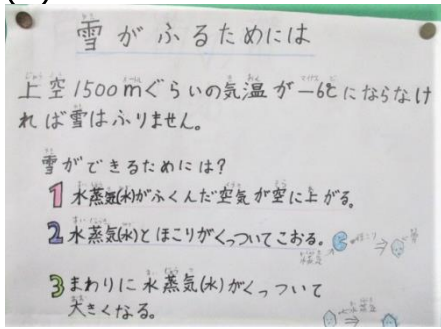 雪がふるためには
上空1500mぐらいの気温が−6℃にならなけ
れば雪はふりません。
雪ができるためには？
1 水蒸気(水)がふくんだ空気が空に上がる。
2 水蒸気(水)とほこりがくっついてこおる。
3 まわりに水蒸気(水)がくっついて
大きくなる。